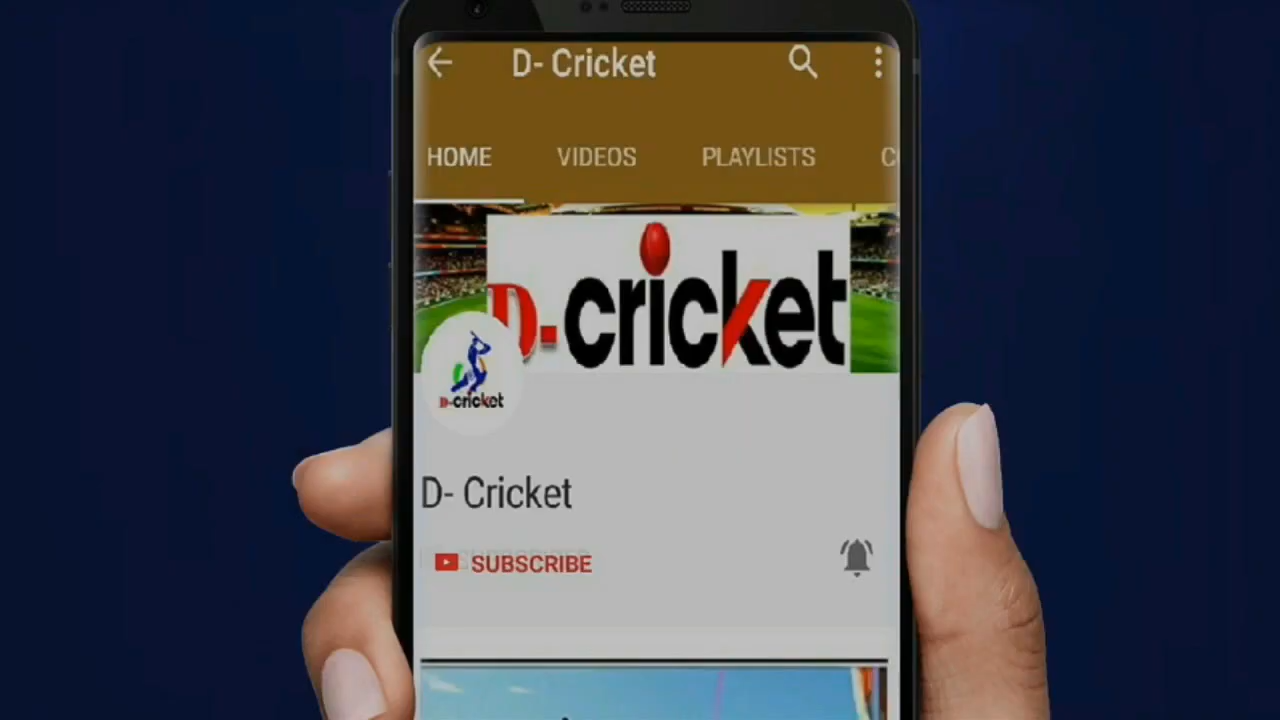 D- Cricket
HOME VIDEOS PLAYLISTS C
D-cricket
D-cricket
D- Cricket
SUBSCRIBE